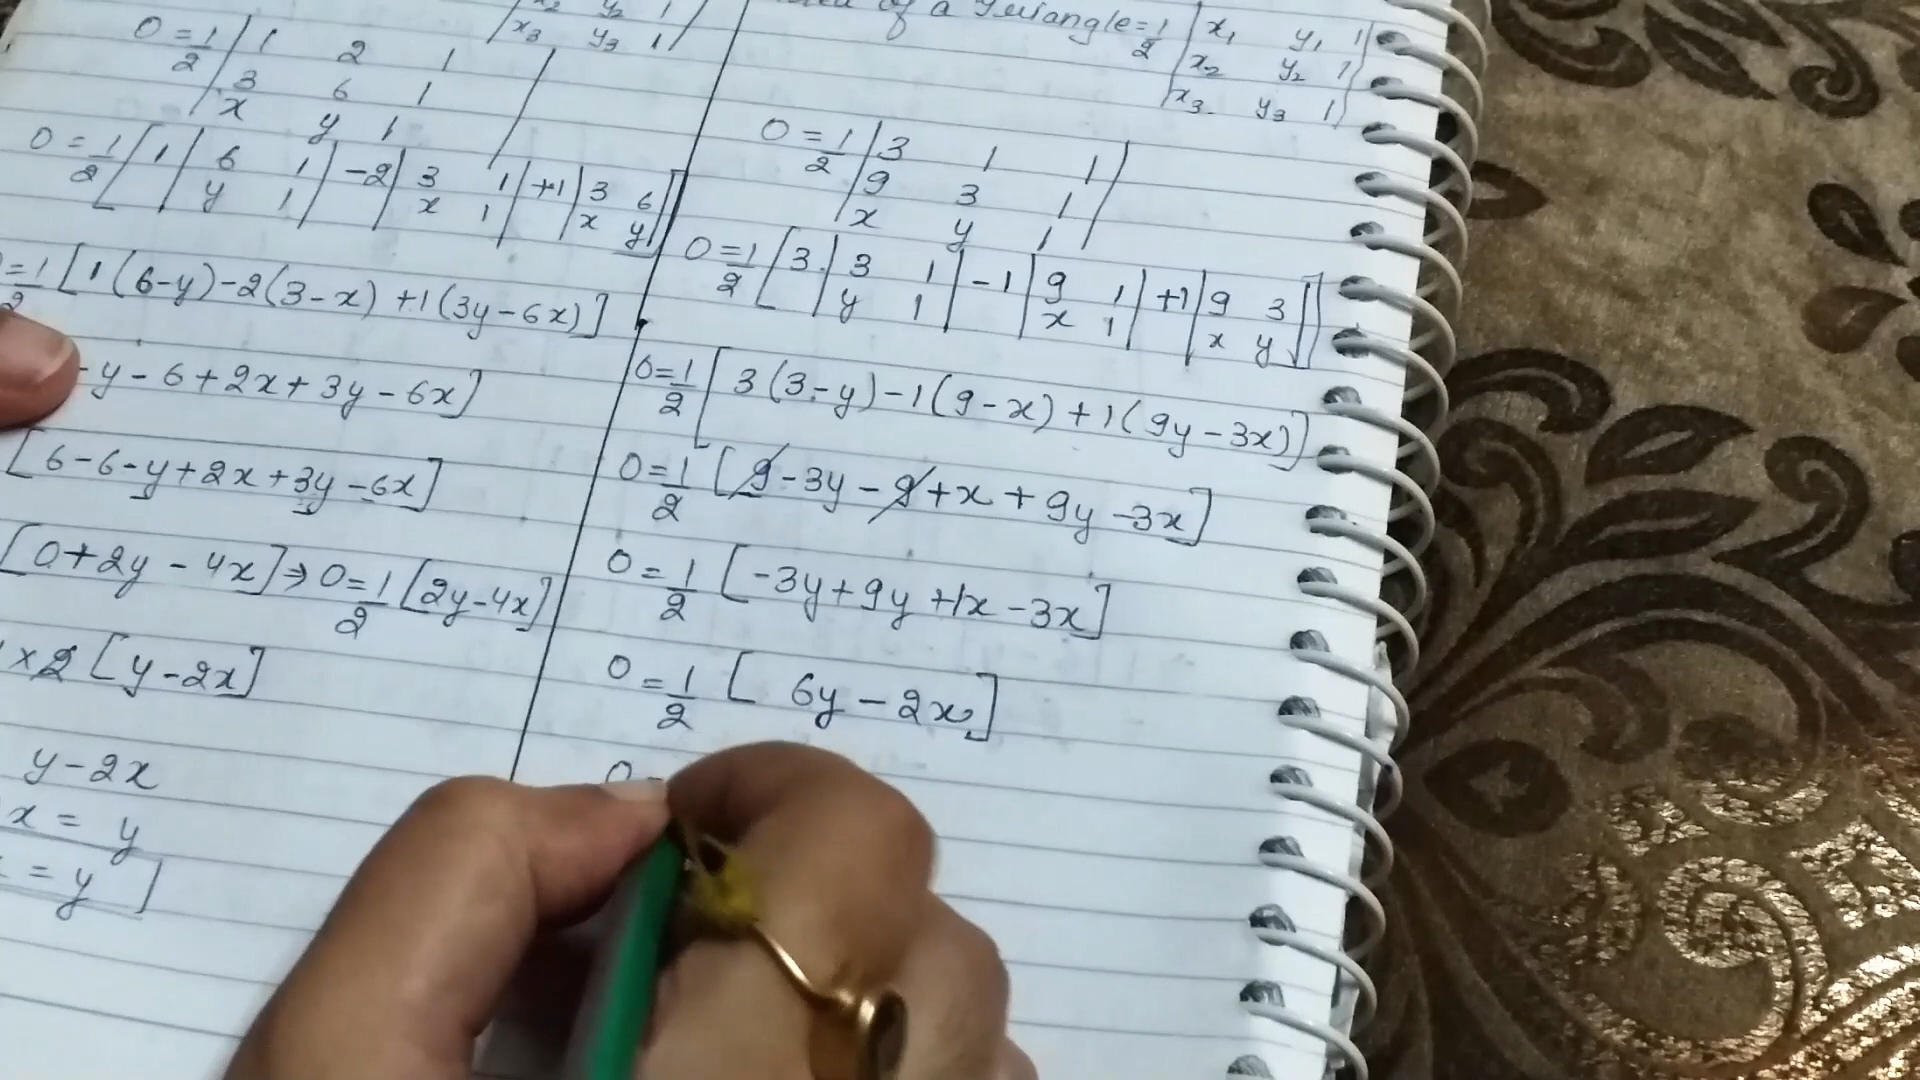 x2 y2 1
x3 y3 1
0 = 1/2 | 1 2 1
3 6 1
x y 1 |
0 = 1/2 [ 1 | 6 1 | -2 | 3 1 | +1 | 3 6 |
y 1 x 1 x y ]
= 1/2 [ 1(6-y) -2(3-x) +1(3y-6x) ]
-y - 6 + 2x + 3y - 6x ]
[ 6-6-y+2x+3y-6x ]
[ 0+2y - 4x ] ⇒ 0 = 1/2 [ 2y-4x ]
× 2 [ y-2x ]
y-2x
x = y
= y ]
of a Triangle = 1/2 | x1 y1 1
x2 y2 1
x3 y3 1 |
0 = 1/2 | 3 1 1 |
9 3 1
x y 1
0 = 1/2 [ 3 | 3 1 | -1 | 9 1 | +1 | 9 3 |
y 1 x 1 x y ]
0 = 1/2 [ 3(3-y) -1(9-x) +1(9y-3x) ]
0 = 1/2 [ 9-3y-9+x+9y-3x ]
0 = 1/2 [ -3y+9y+1x-3x ]
0 = 1/2 [ 6y-2x ]
0 =